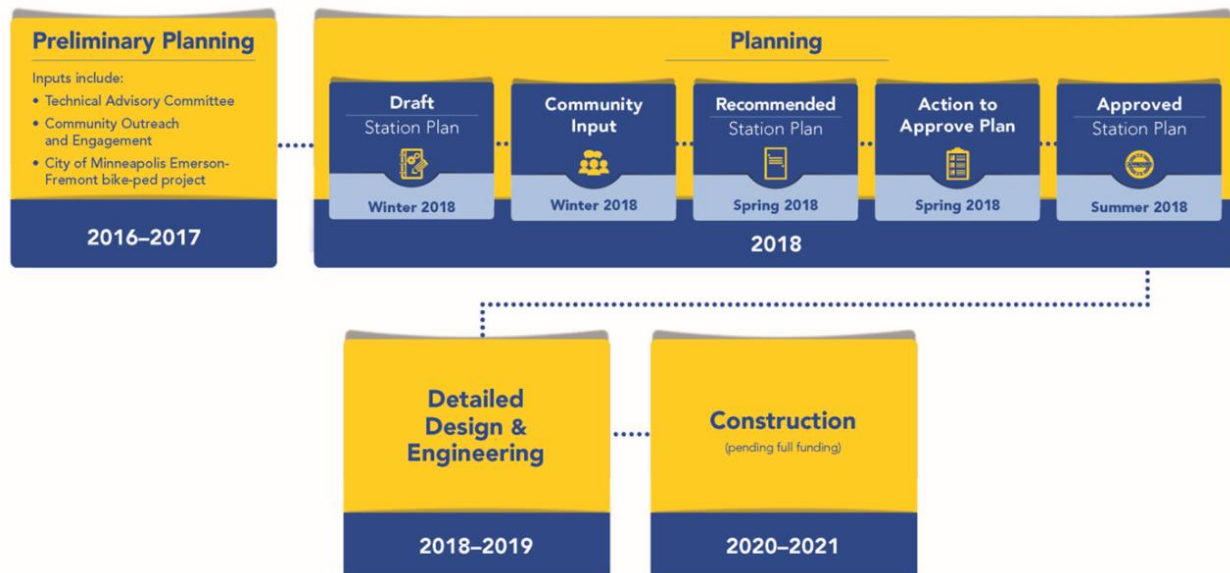 Preliminary Planning
Inputs include:
• Technical Advisory Committee
• Community Outreach
and Engagement
• City of Minneapolis Emerson-
Fremont bike-ped project
2016–2017
Planning
Draft
Station Plan
Winter 2018
Community
Input
Winter 2018
Recommended
Station Plan
Spring 2018
Action to
Approve Plan
Spring 2018
Approved
Station Plan
Summer 2018
2018
Detailed
Design &
Engineering
2018–2019
Construction
(pending full funding)
2020–2021